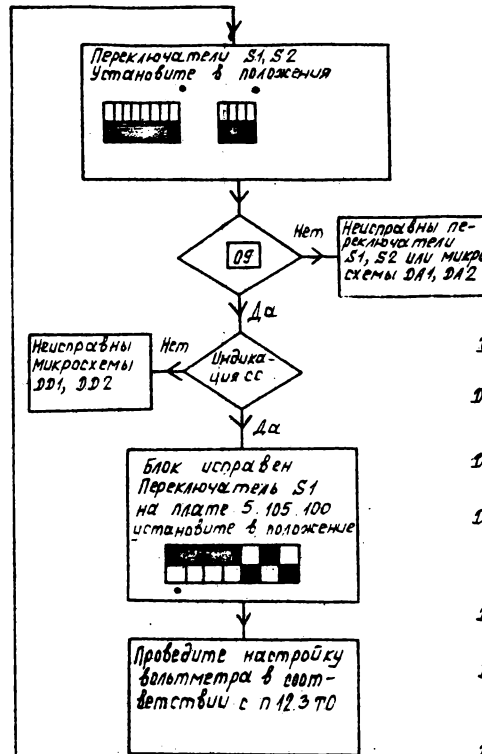 Переключатели S1, S2
Установите в положения
09
Нет
Неисправны пе-
реключатели
S1, S2 или микро
схемы DA1, DA2
Да
Индика-
ция СС
Нет
Неисправны
микросхемы
DD1, DD2
Да
Блок исправен
Переключатель S1
на плате 5.105.100
установите в положение
Проведите настройку
вольтметра в соот-
ветствии с п 12.3 ТО